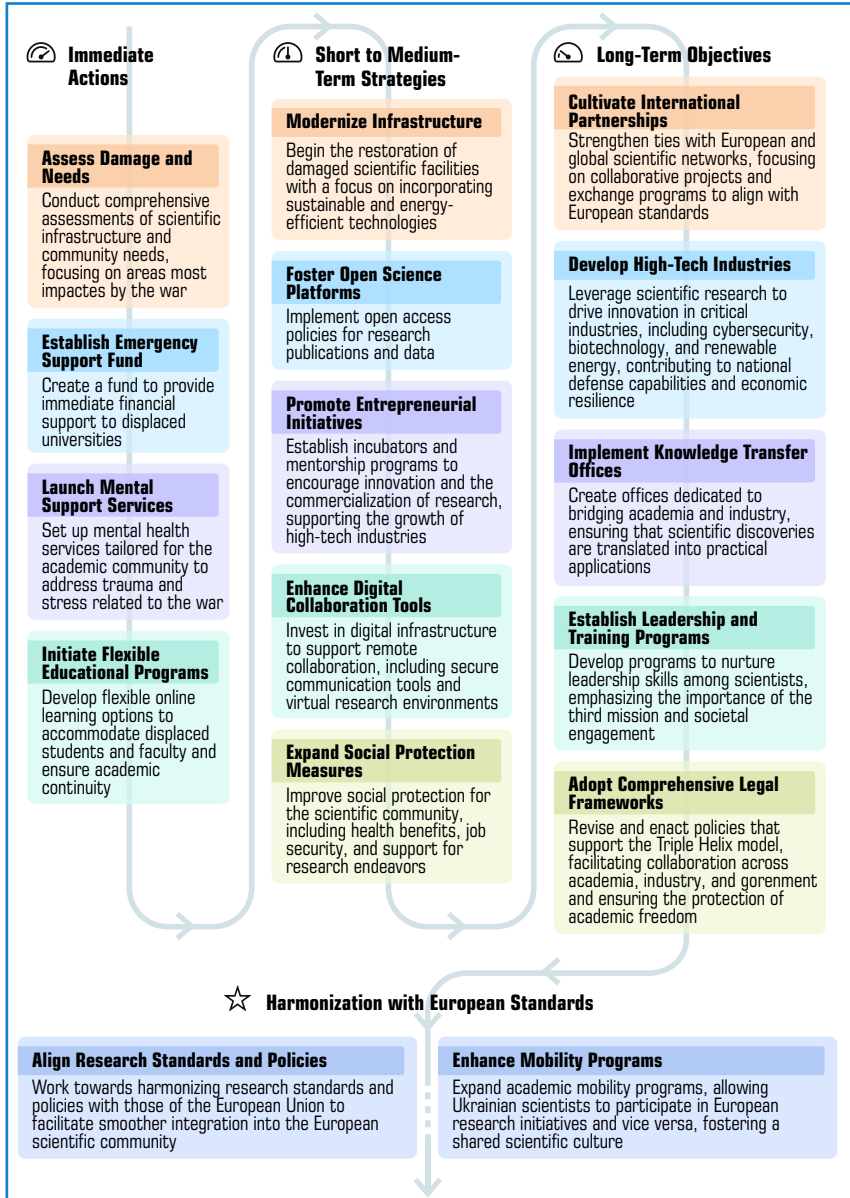 Immediate
Actions
Assess Damage and
Needs
Conduct comprehensive
assessments of scientific
infrastructure and
community needs,
focusing on areas most
impactes by the war
Establish Emergency
Support Fund
Create a fund to provide
immediate financial
support to displaced
universities
Launch Mental
Support Services
Set up mental health
services tailored for the
academic community to
address trauma and
stress related to the war
Initiate Flexible
Educational Programs
Develop flexible online
learning options to
accommodate displaced
students and faculty and
ensure academic
continuity
Short to Medium-
Term Strategies
Modernize Infrastructure
Begin the restoration of
damaged scientific facilities
with a focus on incorporating
sustainable and energy-
efficient technologies
Foster Open Science
Platforms
Implement open access
policies for research
publications and data
Promote Entrepreneurial
Initiatives
Establish incubators and
mentorship programs to
encourage innovation and the
commercialization of research,
supporting the growth of
high-tech industries
Enhance Digital
Collaboration Tools
Invest in digital infrastructure
to support remote
collaboration, including secure
communication tools and
virtual research environments
Expand Social Protection
Measures
Improve social protection for
the scientific community,
including health benefits, job
security, and support for
research endeavors
Long-Term Objectives
Cultivate International
Partnerships
Strengthen ties with European and
global scientific networks, focusing
on collaborative projects and
exchange programs to align with
European standards
Develop High-Tech Industries
Leverage scientific research to
drive innovation in critical
industries, including cybersecurity,
biotechnology, and renewable
energy, contributing to national
defense capabilities and economic
resilience
Implement Knowledge Transfer
Offices
Create offices dedicated to
bridging academia and industry,
ensuring that scientific discoveries
are translated into practical
applications
Establish Leadership and
Training Programs
Develop programs to nurture
leadership skills among scientists,
emphasizing the importance of the
third mission and societal
engagement
Adopt Comprehensive Legal
Frameworks
Revise and enact policies that
support the Triple Helix model,
facilitating collaboration across
academia, industry, and gorenment
and ensuring the protection of
academic freedom
Harmonization with European Standards
Align Research Standards and Policies
Work towards harmonizing research standards and
policies with those of the European Union to
facilitate smoother integration into the European
scientific community
Enhance Mobility Programs
Expand academic mobility programs, allowing
Ukrainian scientists to participate in European
research initiatives and vice versa, fostering a
shared scientific culture